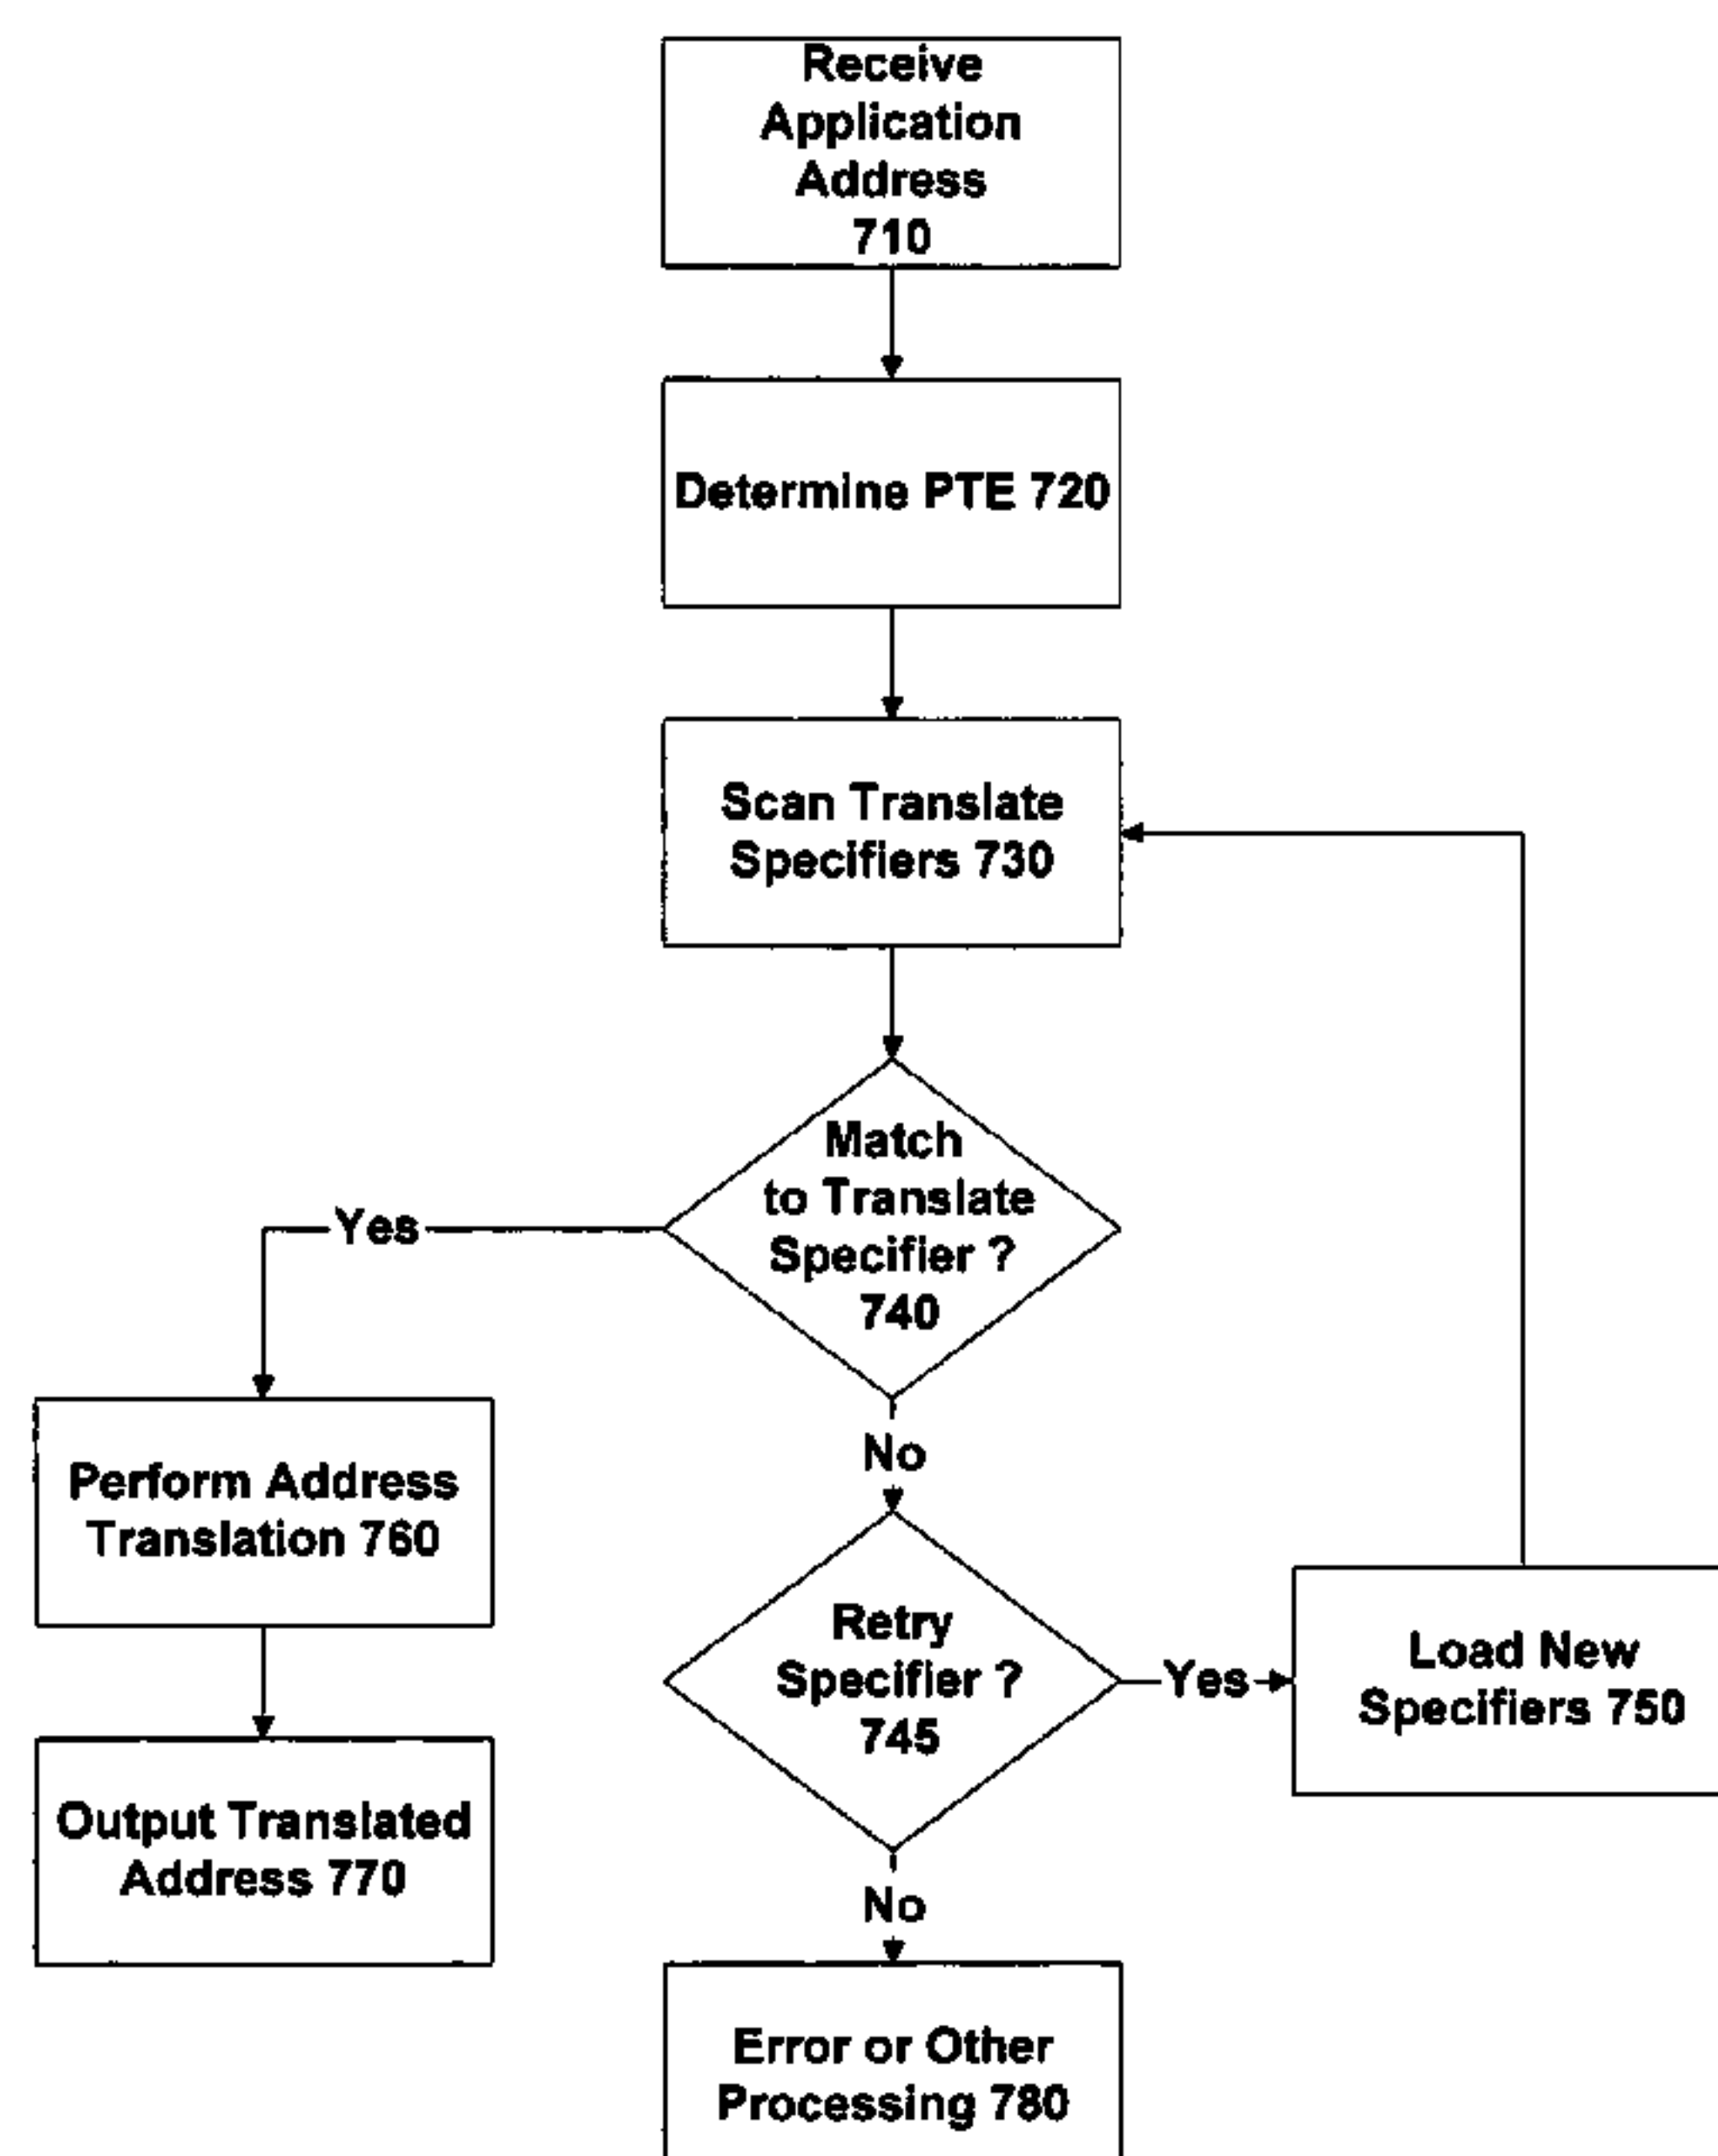 Receive
Application
Address
710
Determine PTE 720
Scan Translate
Specifiers 730
Match
to Translate
Specifier ?
740
Yes
No
Perform Address
Translation 760
Retry
Specifier ?
745
Yes
Load New
Specifiers 750
Output Translated
Address 770
No
Error or Other
Processing 780